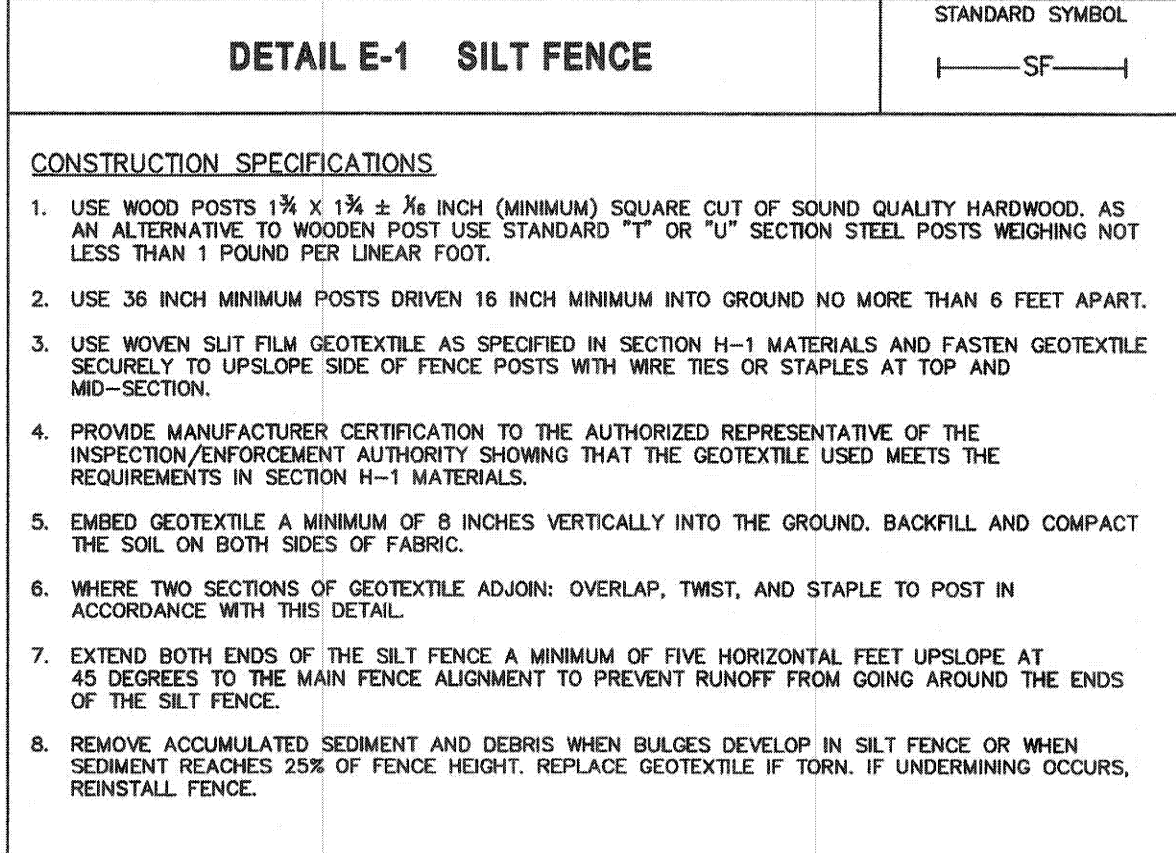 STANDARD SYMBOL
DETAIL E-1 SILT FENCE
SF
CONSTRUCTION SPECIFICATIONS
1. USE WOOD POSTS 1¾ X 1¾ ± 1/16 INCH (MINIMUM) SQUARE CUT OF SOUND QUALITY HARDWOOD. AS
AN ALTERNATIVE TO WOODEN POST USE STANDARD "T" OR "U" SECTION STEEL POSTS WEIGHING NOT
LESS THAN 1 POUND PER LINEAR FOOT.
2. USE 36 INCH MINIMUM POSTS DRIVEN 16 INCH MINIMUM INTO GROUND NO MORE THAN 6 FEET APART.
3. USE WOVEN SLIT FILM GEOTEXTILE AS SPECIFIED IN SECTION H-1 MATERIALS AND FASTEN GEOTEXTILE
SECURELY TO UPSLOPE SIDE OF FENCE POSTS WITH WIRE TIES OR STAPLES AT TOP AND
MID-SECTION.
4. PROVIDE MANUFACTURER CERTIFICATION TO THE AUTHORIZED REPRESENTATIVE OF THE
INSPECTION/ENFORCEMENT AUTHORITY SHOWING THAT THE GEOTEXTILE USED MEETS THE
REQUIREMENTS IN SECTION H-1 MATERIALS.
5. EMBED GEOTEXTILE A MINIMUM OF 8 INCHES VERTICALLY INTO THE GROUND. BACKFILL AND COMPACT
THE SOIL ON BOTH SIDES OF FABRIC.
6. WHERE TWO SECTIONS OF GEOTEXTILE ADJOIN: OVERLAP, TWIST, AND STAPLE TO POST IN
ACCORDANCE WITH THIS DETAIL.
7. EXTEND BOTH ENDS OF THE SILT FENCE A MINIMUM OF FIVE HORIZONTAL FEET UPSLOPE AT
45 DEGREES TO THE MAIN FENCE ALIGNMENT TO PREVENT RUNOFF FROM GOING AROUND THE ENDS
OF THE SILT FENCE.
8. REMOVE ACCUMULATED SEDIMENT AND DEBRIS WHEN BULGES DEVELOP IN SILT FENCE OR WHEN
SEDIMENT REACHES 25% OF FENCE HEIGHT. REPLACE GEOTEXTILE IF TORN. IF UNDERMINING OCCURS,
REINSTALL FENCE.